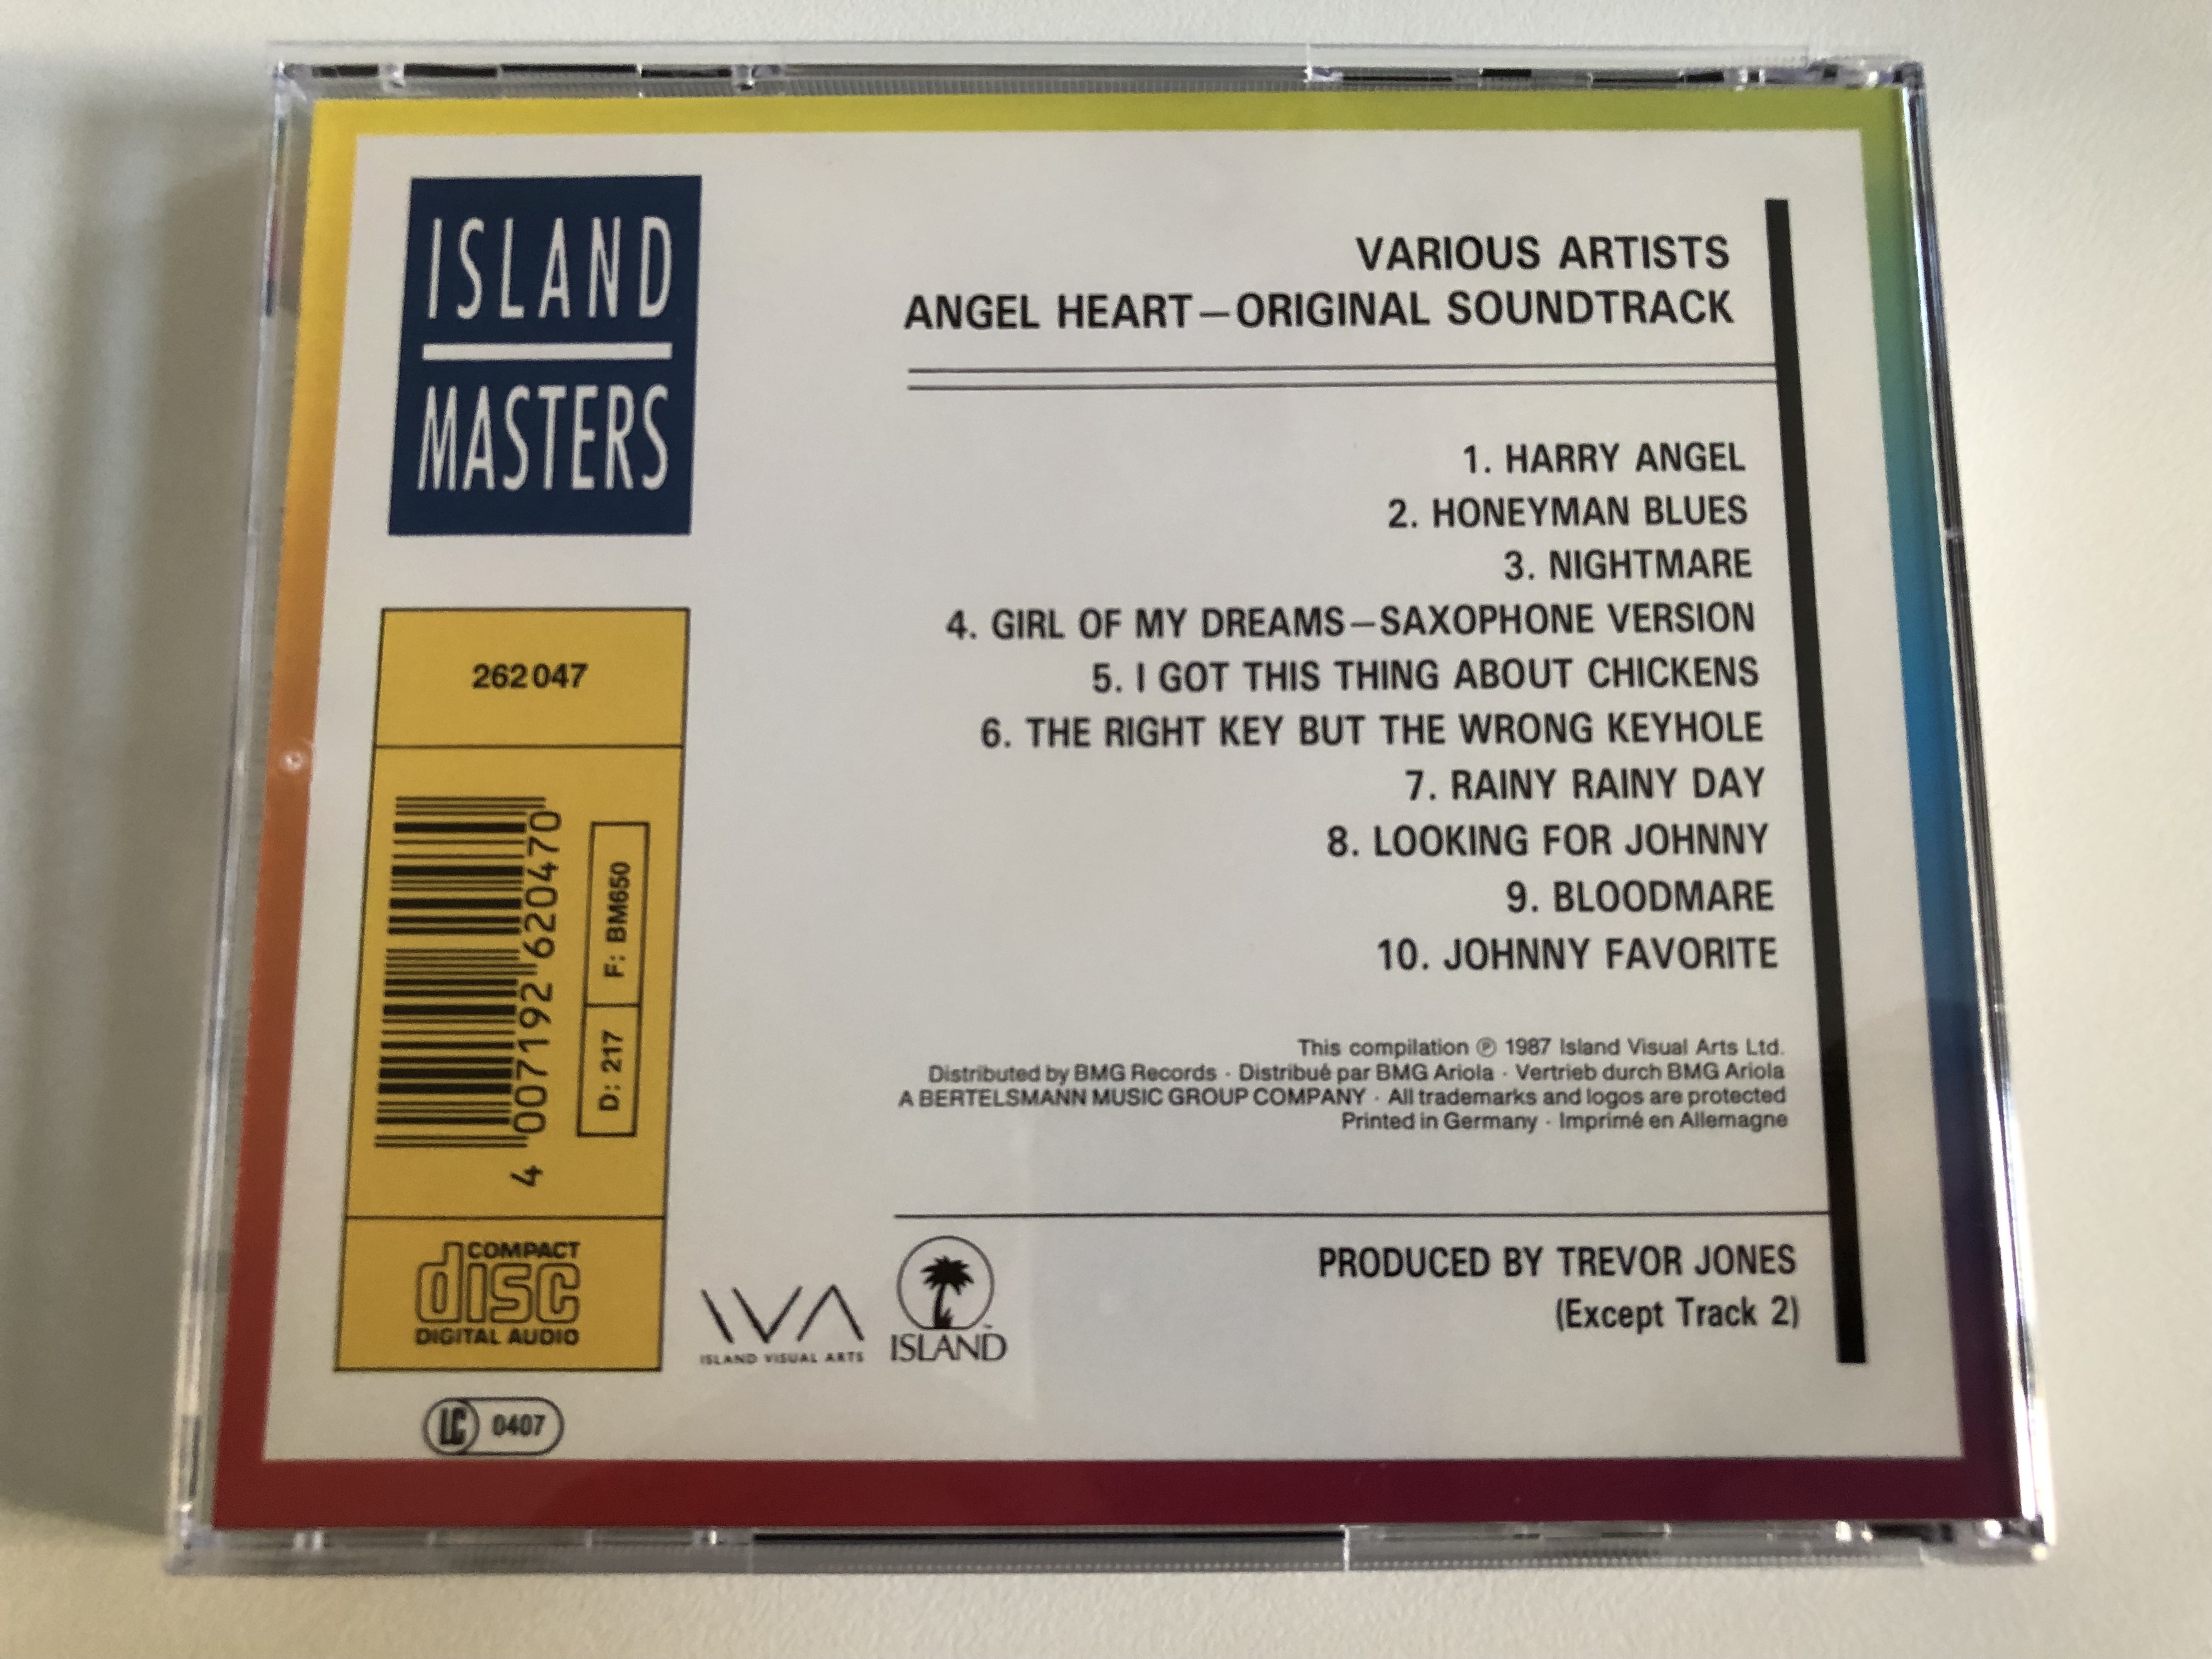 ISLAND
MASTERS
262 047
4 007192 620470
D: 217 F: BM650
COMPACT
disc
DIGITAL AUDIO
LC 0407
VARIOUS ARTISTS
ANGEL HEART—ORIGINAL SOUNDTRACK
1. HARRY ANGEL
2. HONEYMAN BLUES
3. NIGHTMARE
4. GIRL OF MY DREAMS—SAXOPHONE VERSION
5. I GOT THIS THING ABOUT CHICKENS
6. THE RIGHT KEY BUT THE WRONG KEYHOLE
7. RAINY RAINY DAY
8. LOOKING FOR JOHNNY
9. BLOODMARE
10. JOHNNY FAVORITE
This compilation ℗ 1987 Island Visual Arts Ltd.
Distributed by BMG Records · Distribué par BMG Ariola · Vertrieb durch BMG Ariola
A BERTELSMANN MUSIC GROUP COMPANY · All trademarks and logos are protected
Printed in Germany · Imprimé en Allemagne
IVA
ISLAND VISUAL ARTS
ISLAND™
PRODUCED BY TREVOR JONES
(Except Track 2)